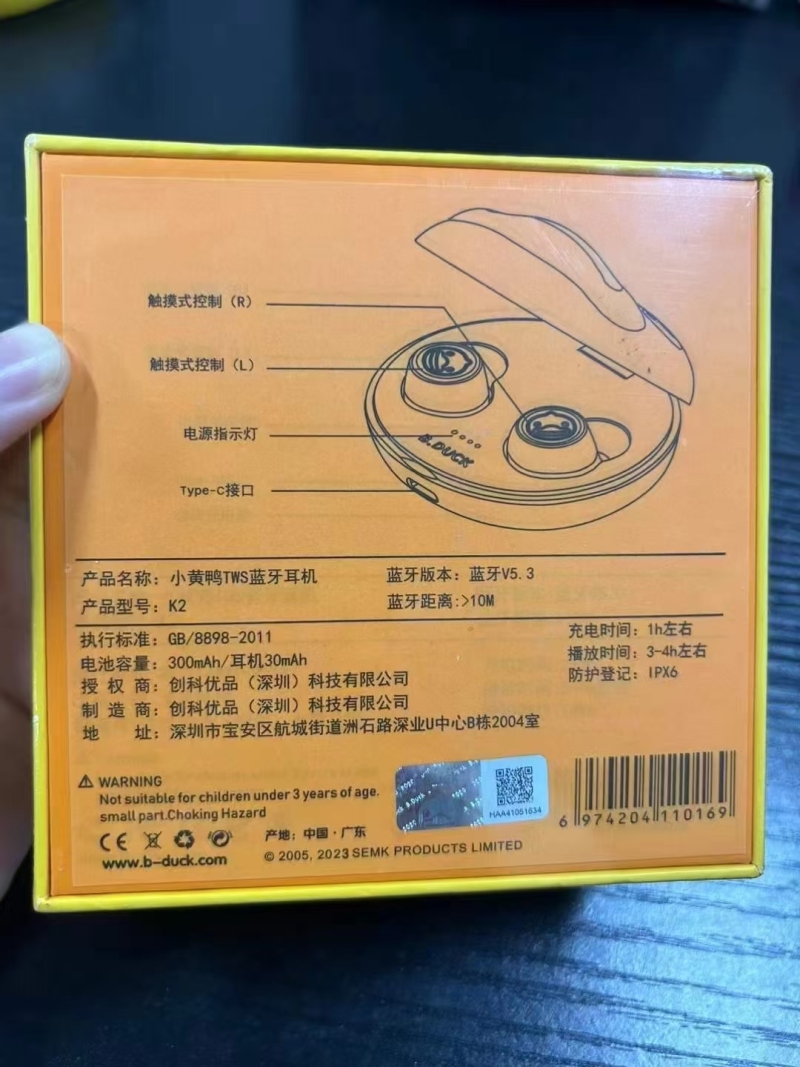 触摸式控制（R）
触摸式控制（L）
电源指示灯
B.DUCK
Type-C接口
产品名称：小黄鸭TWS蓝牙耳机
蓝牙版本：蓝牙V5.3
产品型号：K2
蓝牙距离:>10M
执行标准：GB/8898-2011
充电时间：1h左右
电池容量：300mAh/耳机30mAh
播放时间：3-4h左右
授 权 商：创科优品（深圳）科技有限公司
防护登记：IPX6
制 造 商：创科优品（深圳）科技有限公司
地 址：深圳市宝安区航城街道洲石路深业U中心B栋2004室
WARNING
Not suitable for children under 3 years of age.
small part.Choking Hazard
HAA41051634
6 974204 110169
CE
产地：中国·广东
www.b-duck.com
© 2005, 2023 SEMK PRODUCTS LIMITED